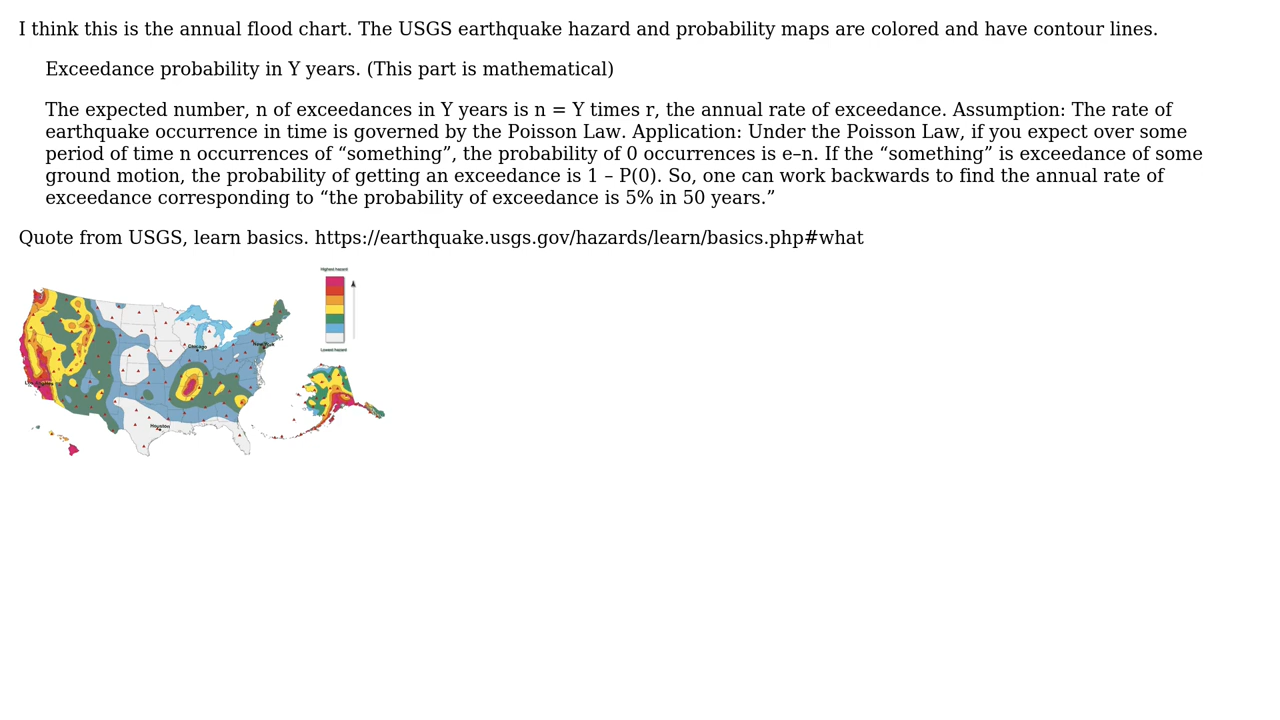 I think this is the annual flood chart. The USGS earthquake hazard and probability maps are colored and have contour lines.
Exceedance probability in Y years. (This part is mathematical)
The expected number, n of exceedances in Y years is n = Y times r, the annual rate of exceedance. Assumption: The rate of
earthquake occurrence in time is governed by the Poisson Law. Application: Under the Poisson Law, if you expect over some
period of time n occurrences of “something”, the probability of 0 occurrences is e–n. If the “something” is exceedance of some
ground motion, the probability of getting an exceedance is 1 – P(0). So, one can work backwards to find the annual rate of
exceedance corresponding to “the probability of exceedance is 5% in 50 years.”
Quote from USGS, learn basics. https://earthquake.usgs.gov/hazards/learn/basics.php#what
Highest hazard
Lowest hazard
Chicago
New York
Los Angeles
Houston